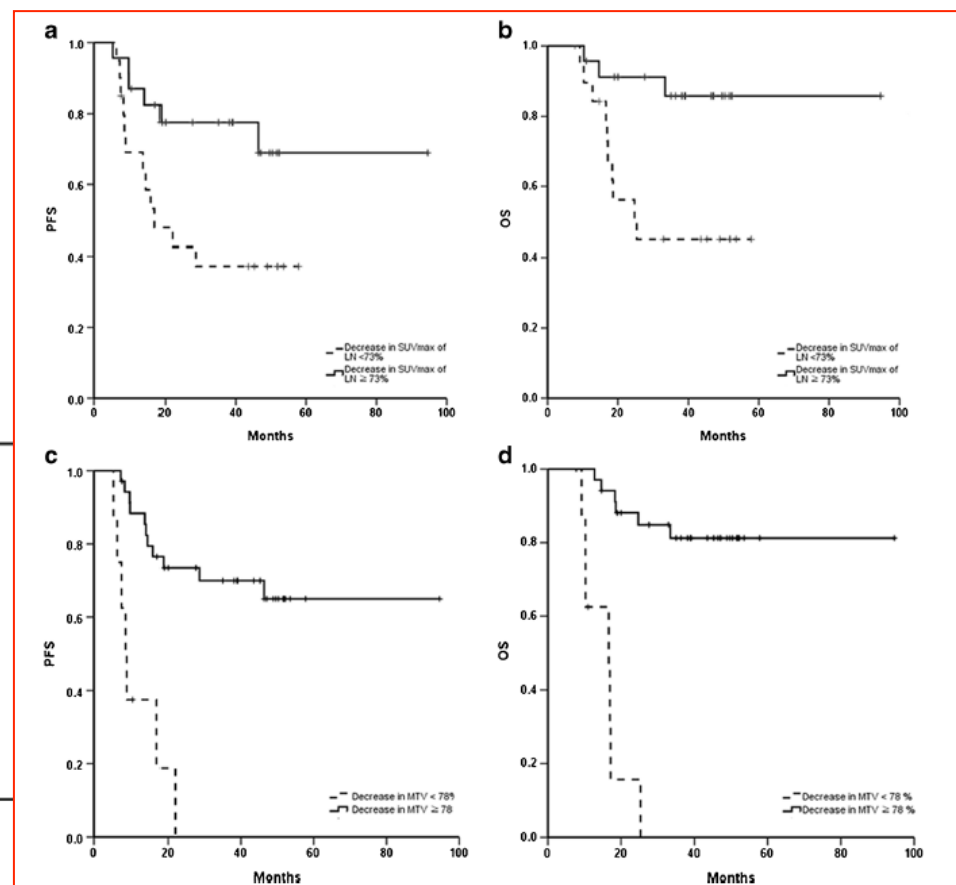 a
1.0
0.8
0.6
0.4
0.2
0.0
PFS
Decrease in SUVmax of
LN <73%
Decrease in SUVmax of
LN ≥ 73%
0 20 40 60 80 100
Months
b
1.0
0.8
0.6
0.4
0.2
0.0
OS
Decrease in SUVmax of
LN <73%
Decrease in SUVmax of
LN ≥ 73%
0 20 40 60 80 100
Months
c
1.0
0.8
0.6
0.4
0.2
0.0
PFS
Decrease in MTV < 78%
Decrease in MTV ≥ 78
0 20 40 60 80 100
Months
d
1.0
0.8
0.6
0.4
0.2
0.0
OS
Decrease in MTV < 78 %
Decrease in MTV ≥ 78 %
0 20 40 60 80 100
Months